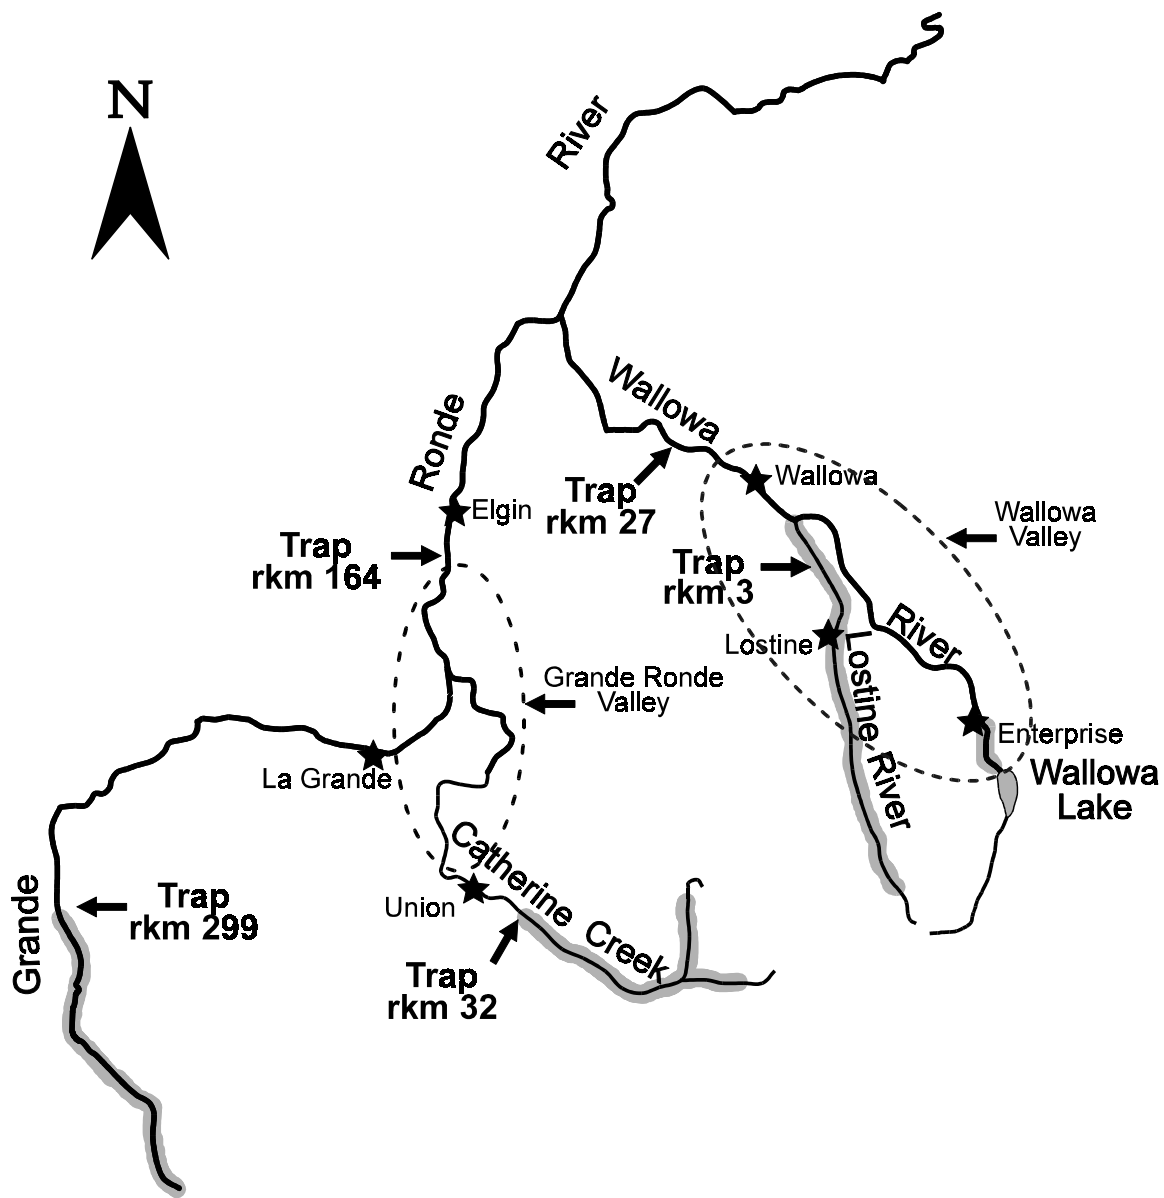 N
River
Wallowa
Ronde
Wallowa
Elgin
Trap
rkm 27
Wallowa
Valley
Trap
rkm 164
Trap
rkm 3
River
Lostine
Lostine River
Grande Ronde
Valley
Enterprise
La Grande
Wallowa
Lake
Catherine Creek
Union
Trap
rkm 299
Grande
Trap
rkm 32